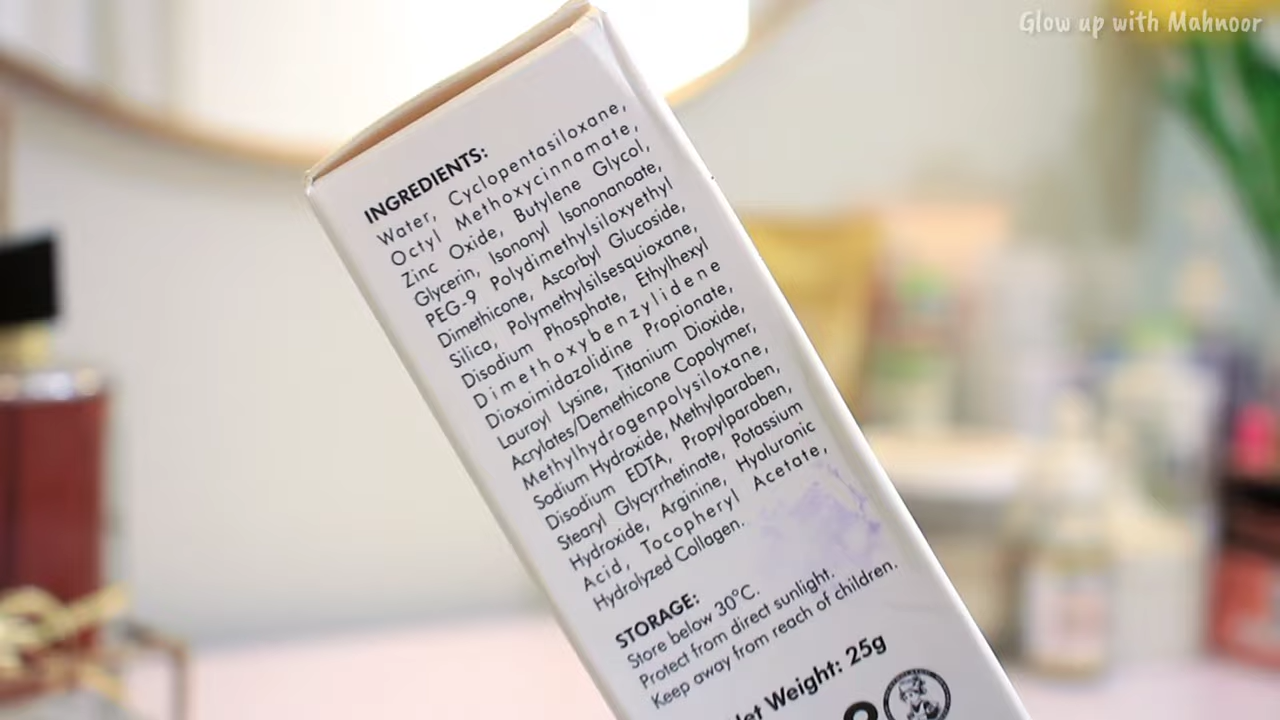 Glow up with Mahnoor
INGREDIENTS:
Water, Cyclopentasiloxane,
Octyl Methoxycinnamate,
Zinc Oxide, Butylene Glycol,
Glycerin, Isononyl Isononanoate,
PEG-9 Polydimethylsiloxyethyl
Dimethicone, Ascorbyl Glucoside,
Silica, Polymethylsilsesquioxane,
Disodium Phosphate, Ethylhexyl
Dimethoxybenzylidene
Dioxoimidazolidine Propionate,
Lauroyl Lysine, Titanium Dioxide,
Acrylates/Demethicone Copolymer,
Methylhydrogenpolysiloxane,
Sodium Hydroxide, Methylparaben,
Disodium EDTA, Propylparaben,
Stearyl Glycyrrhetinate, Potassium
Hydroxide, Arginine, Hyaluronic
Acid, Tocopheryl Acetate,
Hydrolyzed Collagen.
STORAGE:
Store below 30°C.
Protect from direct sunlight.
Keep away from reach of children.
Net Weight: 25g